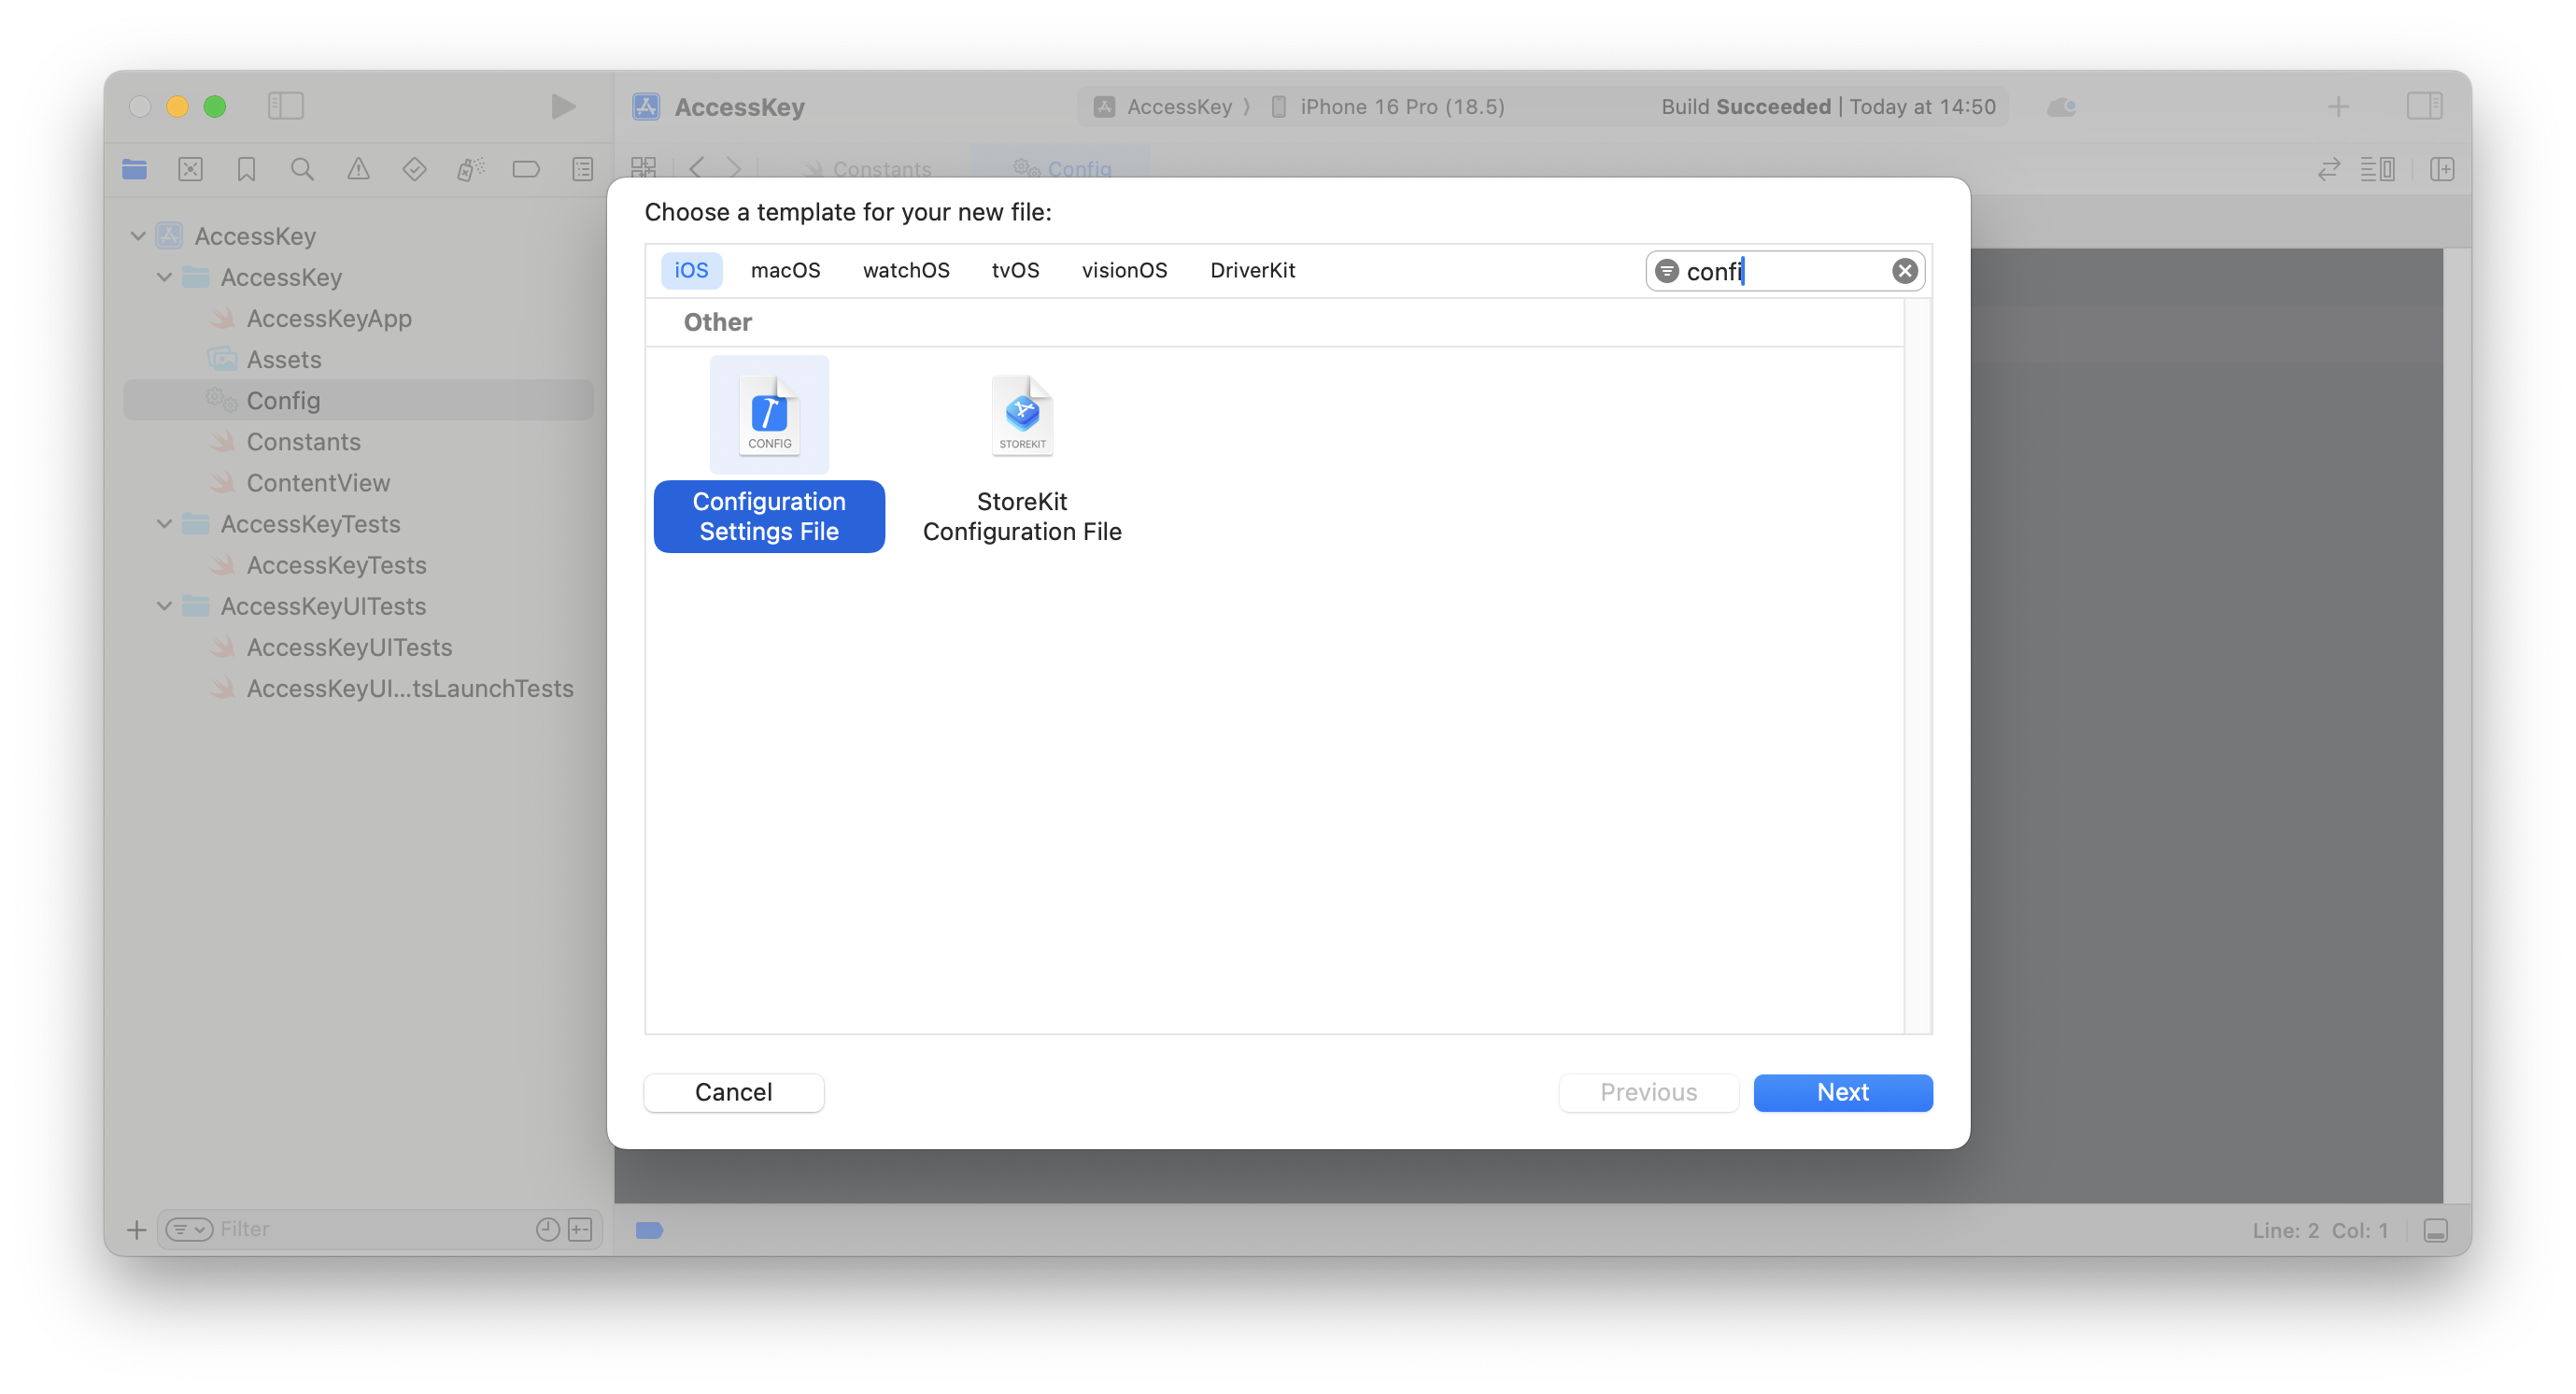 AccessKey
AccessKey 〉 iPhone 16 Pro (18.5)
Build Succeeded | Today at 14:50
Constants
Config
AccessKey
AccessKey
AccessKeyApp
Assets
Config
Constants
ContentView
AccessKeyTests
AccessKeyTests
AccessKeyUITests
AccessKeyUITests
AccessKeyUI...tsLaunchTests
Filter
Choose a template for your new file:
iOS macOS watchOS tvOS visionOS DriverKit
confi
Other
CONFIG
Configuration
Settings File
STOREKIT
StoreKit
Configuration File
Cancel
Previous
Next
Line: 2 Col: 1